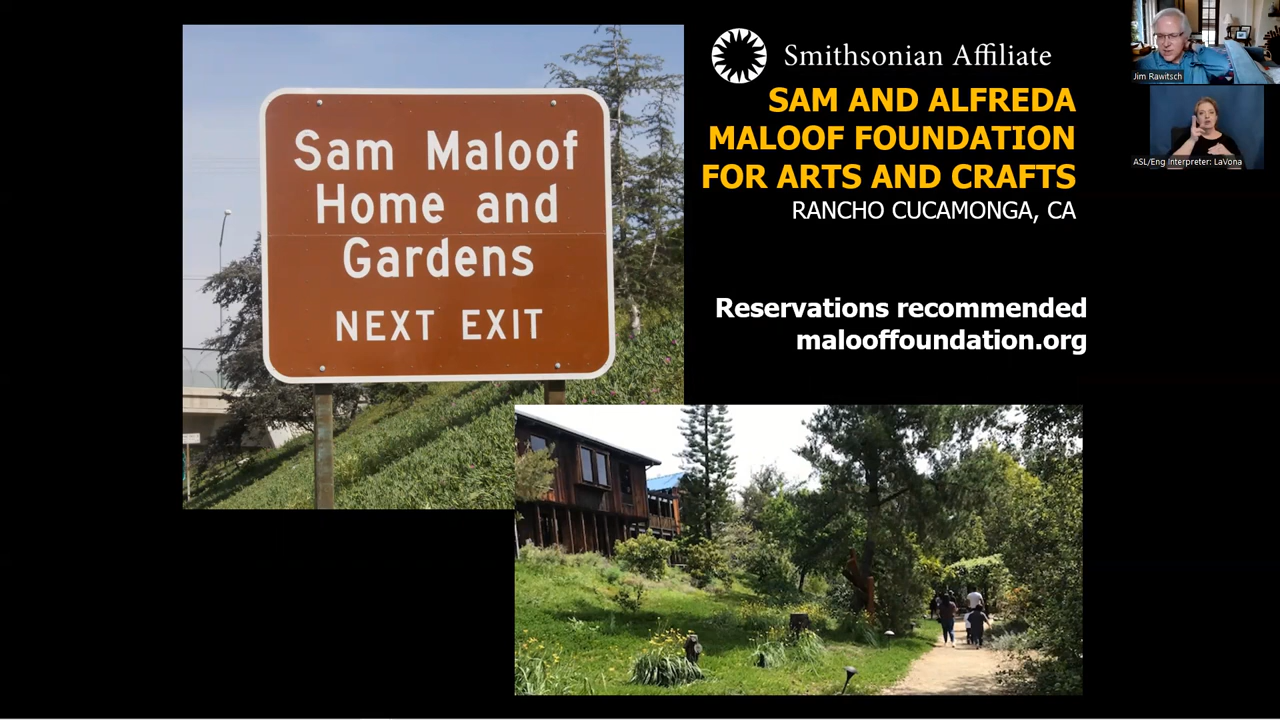 Sam Maloof
Home and
Gardens
NEXT EXIT
Smithsonian Affiliate
SAM AND ALFREDA
MALOOF FOUNDATION
FOR ARTS AND CRAFTS
RANCHO CUCAMONGA, CA
Reservations recommended
malooffoundation.org
Jim Rawitsch
ASL/Eng Interpreter: LaVona